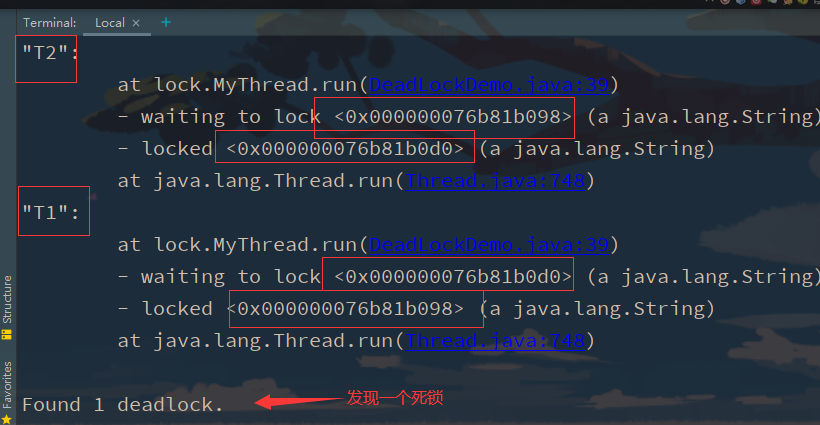 Terminal: Local × +
"T2":
at lock.MyThread.run(DeadLockDemo.java:39)
- waiting to lock <0x000000076b81b098> (a java.lang.String)
- locked <0x000000076b81b0d0> (a java.lang.String)
at java.lang.Thread.run(Thread.java:748)
"T1":
at lock.MyThread.run(DeadLockDemo.java:39)
- waiting to lock <0x000000076b81b0d0> (a java.lang.String)
- locked <0x000000076b81b098> (a java.lang.String)
at java.lang.Thread.run(Thread.java:748)
Found 1 deadlock.
发现一个死锁
Structure
Favorites